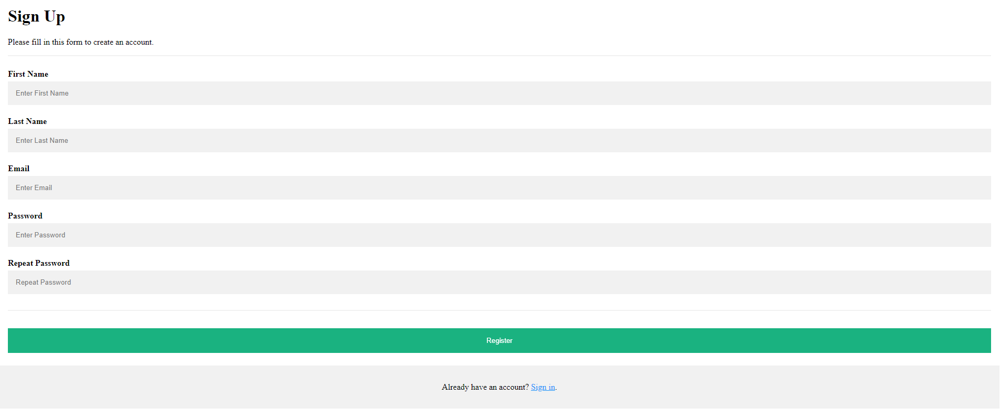 Sign Up
Please fill in this form to create an account.
First Name
Enter First Name
Last Name
Enter Last Name
Email
Enter Email
Password
Enter Password
Repeat Password
Repeat Password
Register
Already have an account? Sign in.